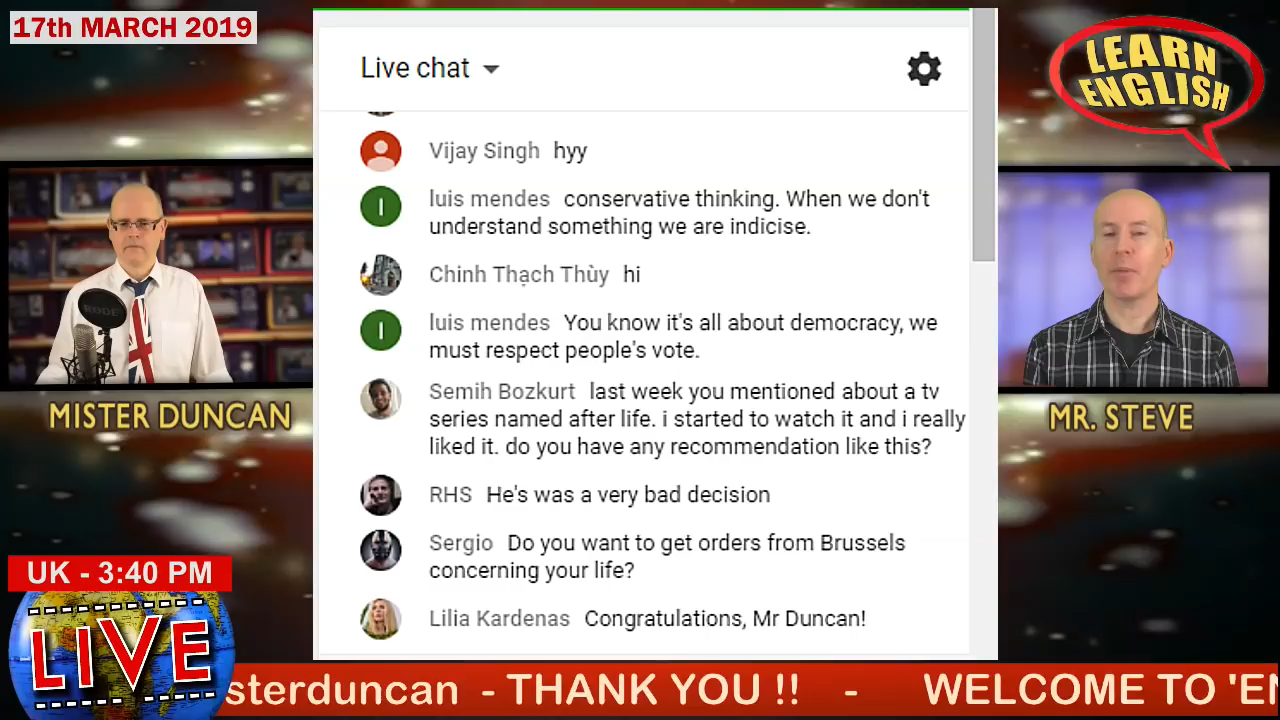 17th MARCH 2019
LEARN
ENGLISH
Live chat
Vijay Singh hyy
luis mendes conservative thinking. When we don't
understand something we are indicise.
Chinh Thạch Thùy hi
luis mendes You know it's all about democracy, we
must respect people's vote.
Semih Bozkurt last week you mentioned about a tv
series named after life. i started to watch it and i really
liked it. do you have any recommendation like this?
RHS He's was a very bad decision
Sergio Do you want to get orders from Brussels
concerning your life?
Lilia Kardenas Congratulations, Mr Duncan!
RODE
MISTER DUNCAN
MR. STEVE
UK - 3:40 PM
LIVE
sterduncan - THANK YOU !! - WELCOME TO 'EN